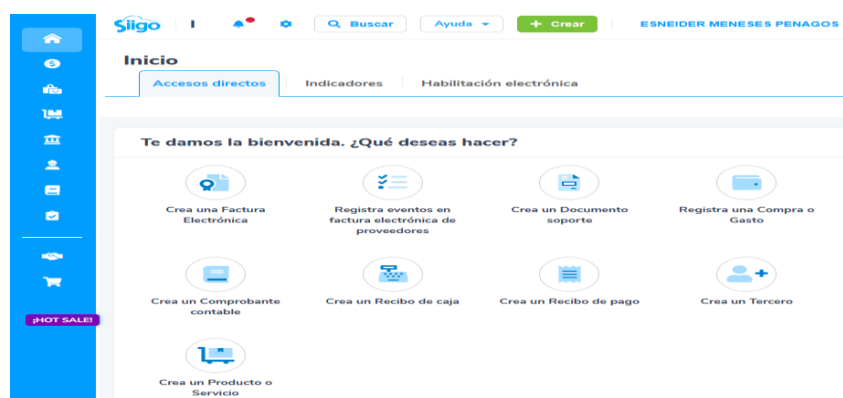 Siigo
Buscar
Ayuda
+ Crear
ESNEIDER MENESES PENAGOS
Inicio
Accesos directos
Indicadores
Habilitación electrónica
Te damos la bienvenida. ¿Qué deseas hacer?
Crea una Factura
Electrónica
Registra eventos en
factura electrónica de
proveedores
Crea un Documento
soporte
Registra una Compra o
Gasto
Crea un Comprobante
contable
Crea un Recibo de caja
Crea un Recibo de pago
Crea un Tercero
¡HOT SALE!
Crea un Producto o
Servicio